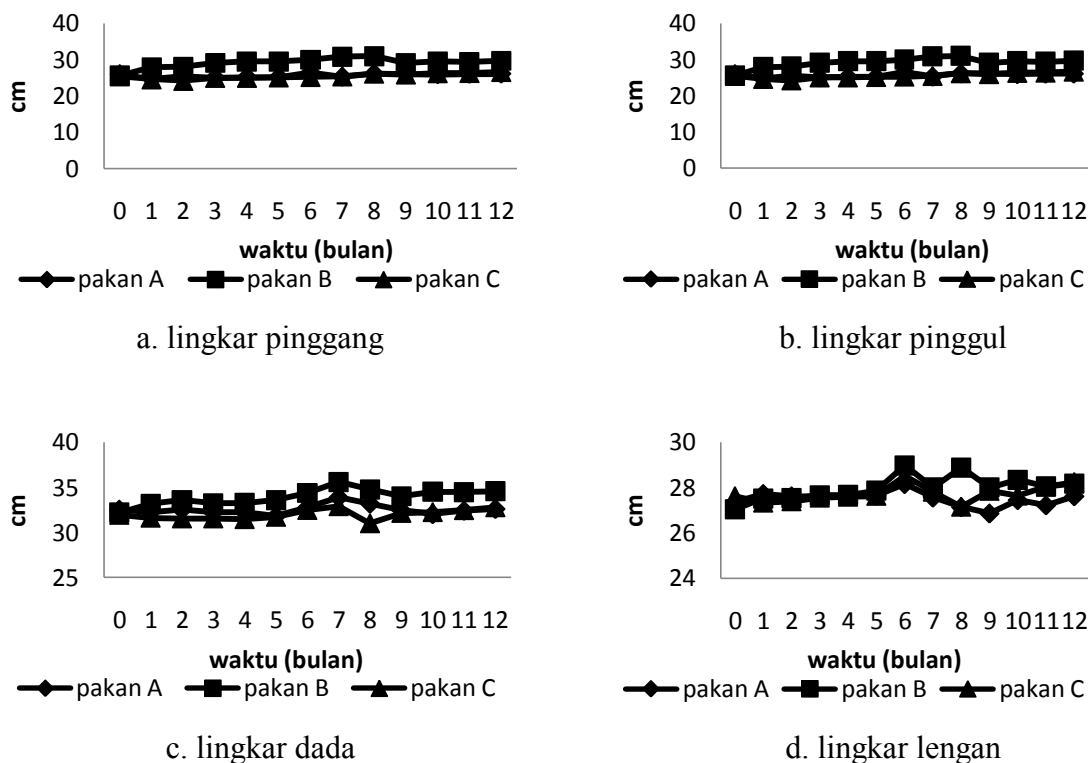 40
30
20
10
0
cm
0 1 2 3 4 5 6 7 8 9 10 11 12
waktu (bulan)
pakan A pakan B pakan C
a. lingkar pinggang
40
30
20
10
0
cm
0 1 2 3 4 5 6 7 8 9 10 11 12
waktu (bulan)
pakan A pakan B pakan C
b. lingkar pinggul
40
35
30
25
cm
0 1 2 3 4 5 6 7 8 9 10 11 12
waktu (bulan)
pakan A pakan B pakan C
c. lingkar dada
30
28
26
24
cm
0 1 2 3 4 5 6 7 8 9 10 11 12
waktu (bulan)
pakan A pakan B pakan C
d. lingkar lengan